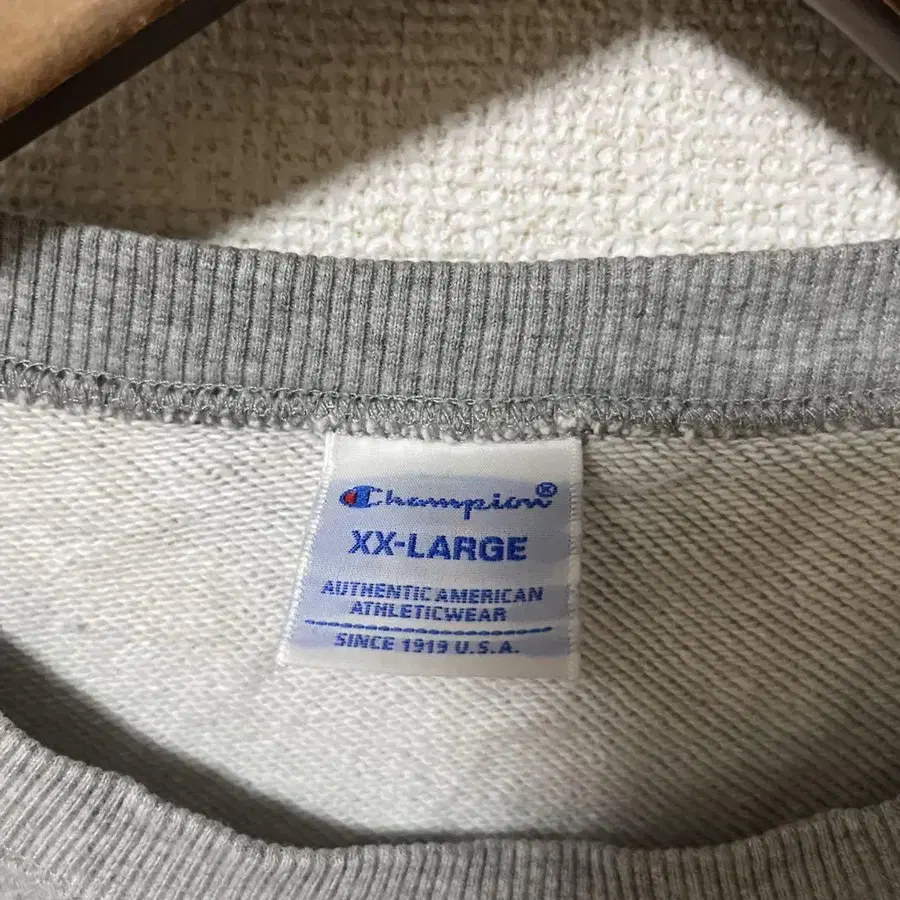 Champion®
XX-LARGE
AUTHENTIC AMERICAN
ATHLETICWEAR
SINCE 1919 U.S.A.